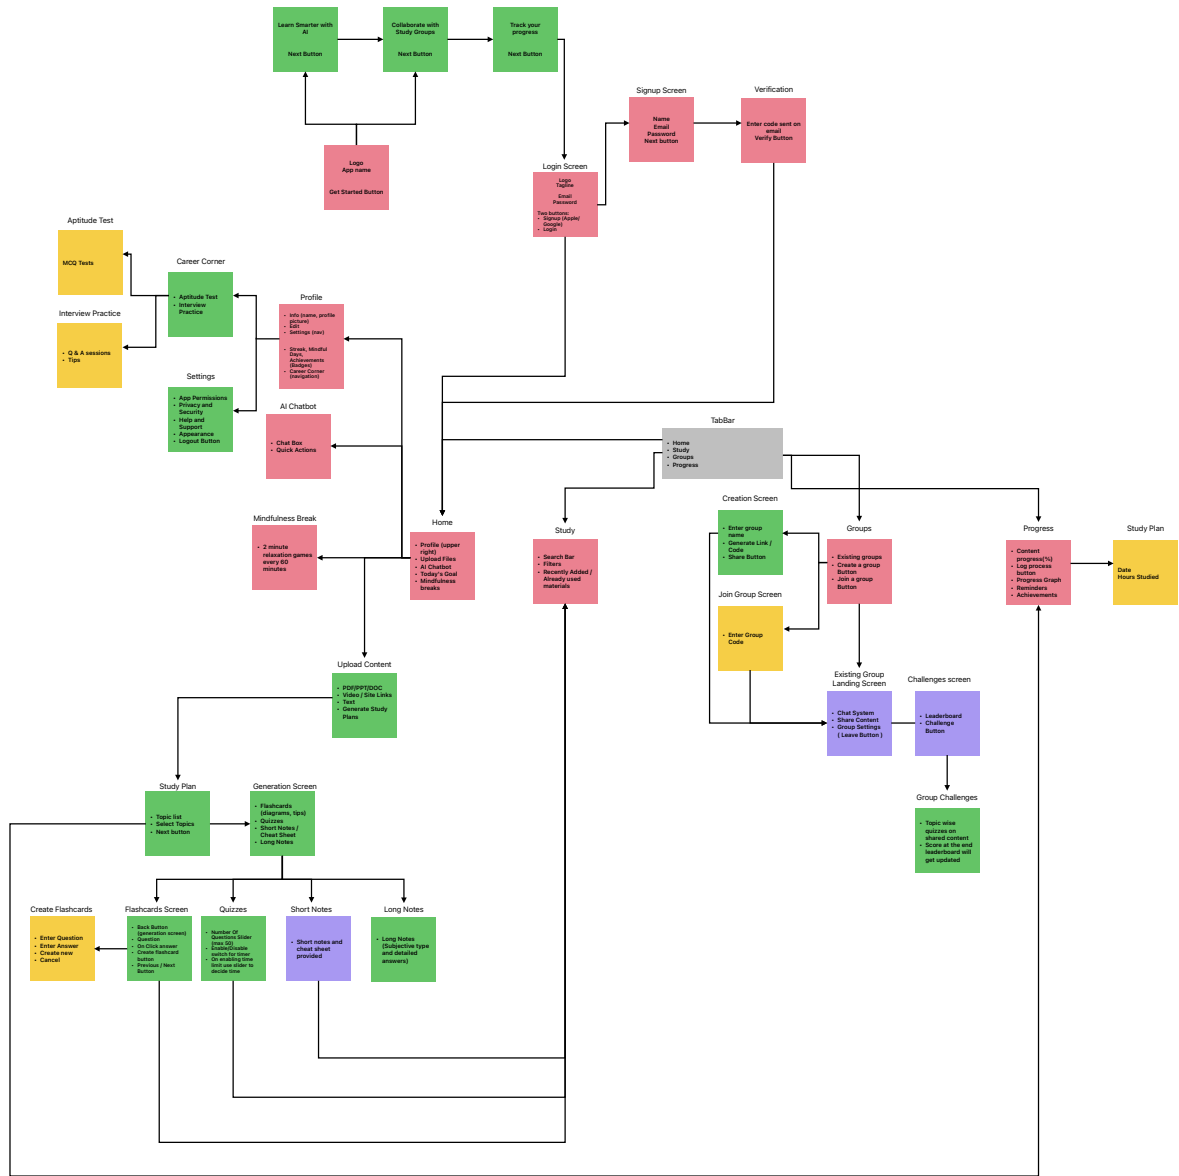 Learn Smarter with
AI
Next Button
Collaborate with
Study Groups
Next Button
Track your
progress
Next Button
Logo
App name
Get Started Button
Signup Screen
Name
Email
Password
Next button
Verification
Enter code sent on
email
Verify Button
Login Screen
Logo
Tagline
Email
Password
Two buttons:
• Signup (Apple/
Google)
• Login
Aptitude Test
MCQ Tests
Career Corner
• Aptitude Test
• Interview
Practice
Interview Practice
• Q & A sessions
• Tips
Profile
• Info (name, profile
picture)
• Edit
• Settings (nav)
• Streak, Mindful
Days,
Achievements
(Badges)
• Career Corner
(navigation)
Settings
• App Permissions
• Privacy and
Security
• Help and
Support
• Appearance
• Logout Button
AI Chatbot
• Chat Box
• Quick Actions
TabBar
• Home
• Study
• Groups
• Progress
Mindfulness Break
• 2 minute
relaxation games
every 60
minutes
Home
• Profile (upper
right)
• Upload Files
• AI Chatbot
• Today's Goal
• Mindfulness
breaks
Study
• Search Bar
• Filters
• Recently Added /
Already used
materials
Creation Screen
• Enter group
name
• Generate Link /
Code
• Share Button
Groups
• Existing groups
• Create a group
Button
• Join a group
Button
Progress
• Content
progress(%)
• Log process
button
• Progress Graph
• Reminders
• Achievements
Study Plan
Date
Hours Studied
Join Group Screen
• Enter Group
Code
Upload Content
• PDF/PPT/DOC
• Video / Site Links
• Text
• Generate Study
Plans
Existing Group
Landing Screen
• Chat System
• Share Content
• Group Settings
( Leave Button )
Challenges screen
• Leaderboard
• Challenge
Button
Group Challenges
• Topic wise
quizzes on
shared content
• Score at the end
leaderboard will
get updated
Study Plan
• Topic list
• Select Topics
• Next button
Generation Screen
• Flashcards
(diagrams, tips)
• Quizzes
• Short Notes /
Cheat Sheet
• Long Notes
Create Flashcards
• Enter Question
• Enter Answer
• Create new
• Cancel
Flashcards Screen
• Back Button
(generation screen)
• Question
• On Click answer
• Create flashcard
button
• Previous / Next
Button
Quizzes
• Number Of
Questions Slider
(max 50)
• Enable/Disable
switch for timer
• On enabling time
limit use slider to
decide time
Short Notes
• Short notes and
cheat sheet
provided
Long Notes
• Long Notes
(Subjective type
and detailed
answers)